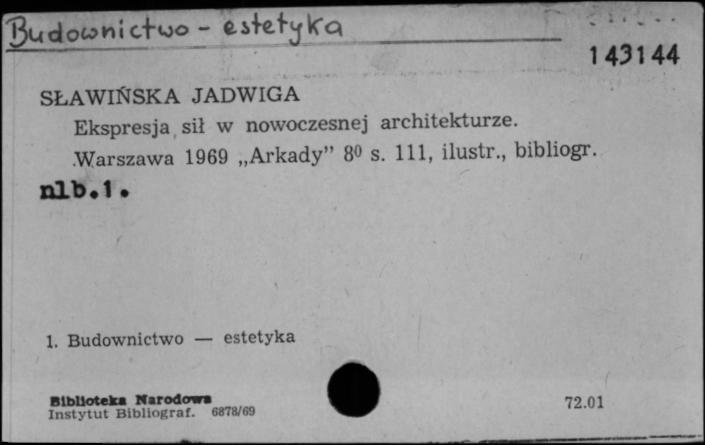 Budownictwo - estetyka
143144
SŁAWIŃSKA JADWIGA
Ekspresja sił w nowoczesnej architekturze.
Warszawa 1969 „Arkady” 8⁰ s. 111, ilustr., bibliogr.
nlb.1.
1. Budownictwo — estetyka
Biblioteka Narodowa
Instytut Bibliograf. 6878/69
72.01